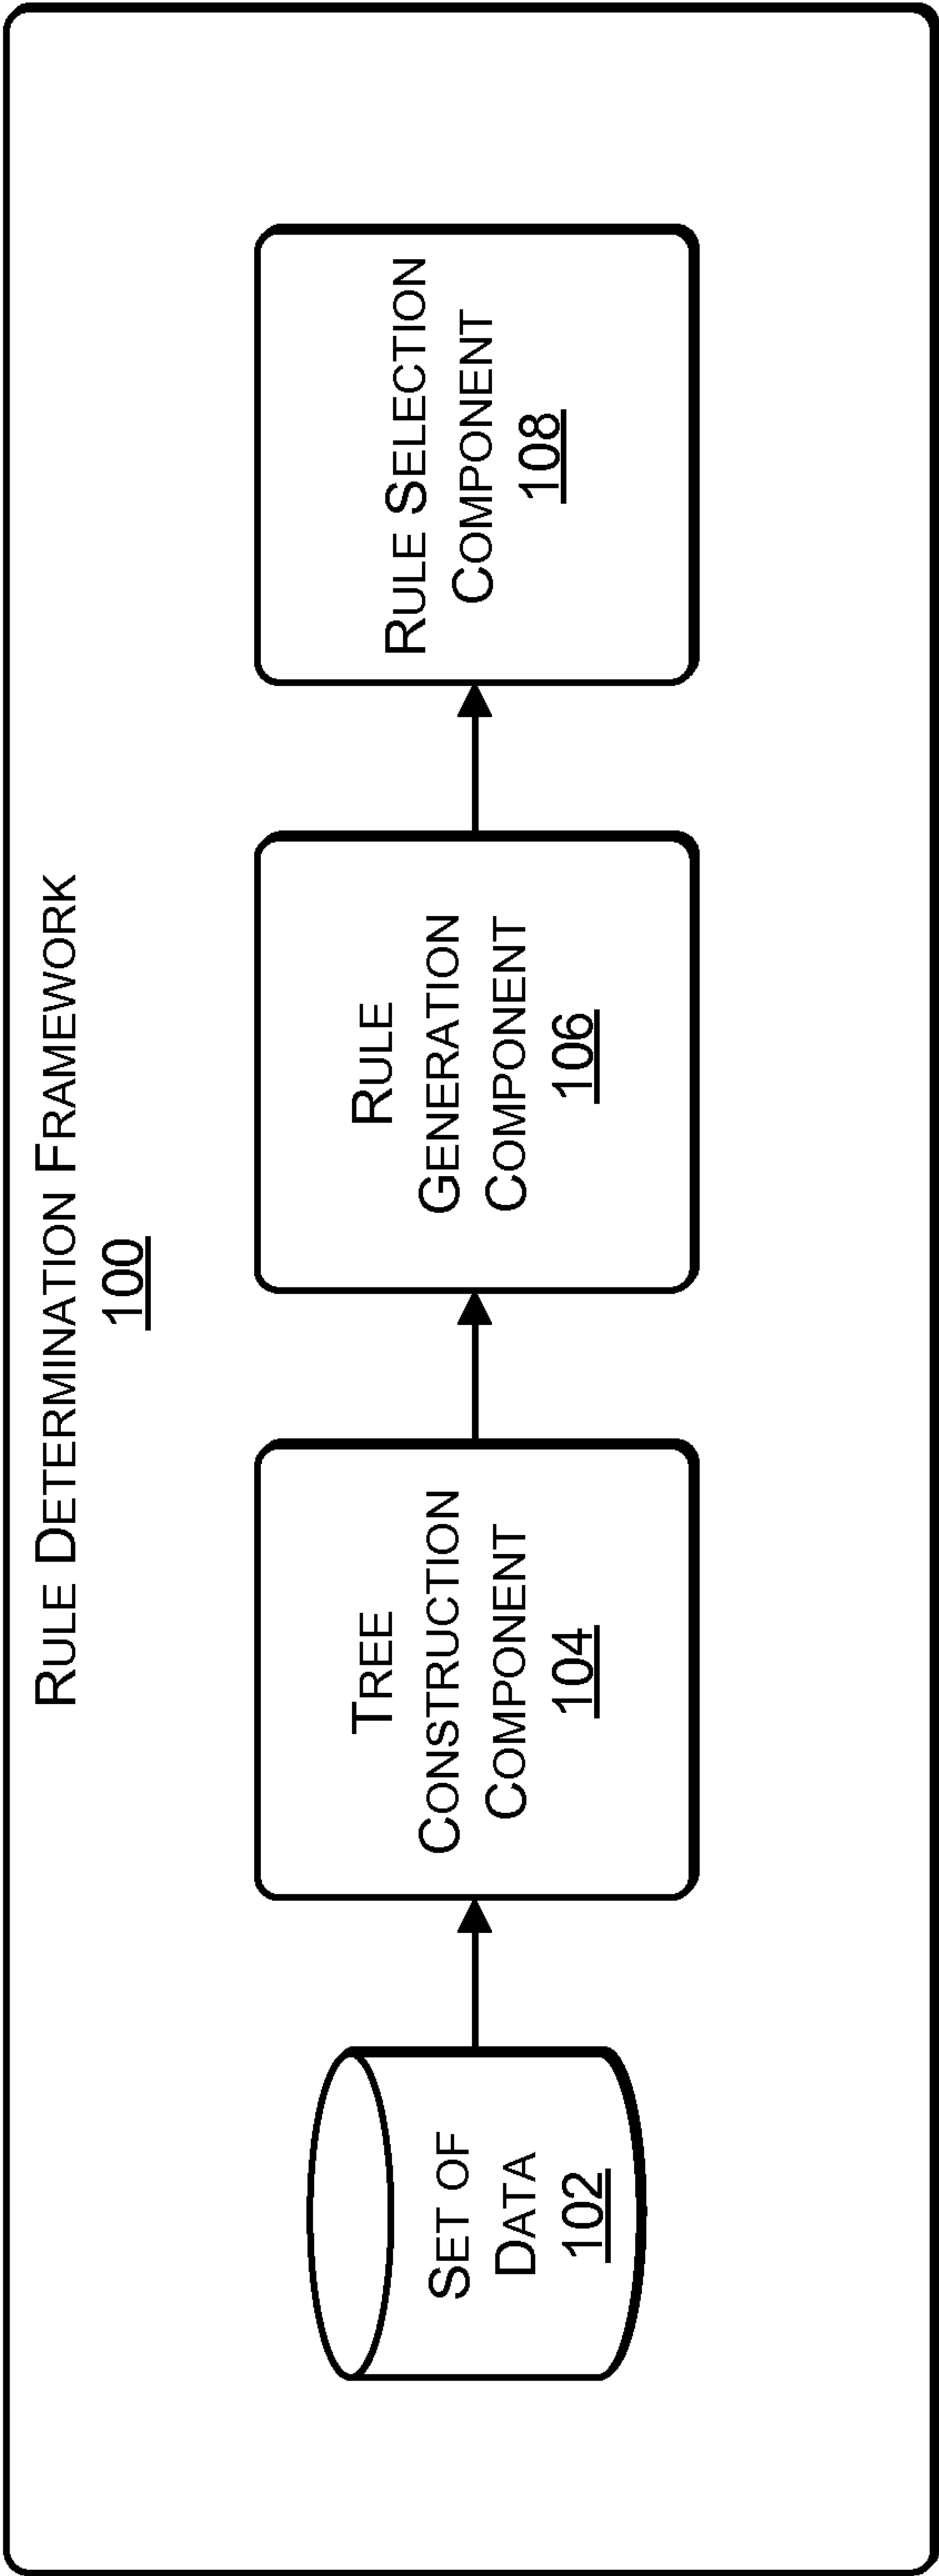 RULE DETERMINATION FRAMEWORK
100
SET OF
DATA
102
TREE
CONSTRUCTION
COMPONENT
104
RULE
GENERATION
COMPONENT
106
RULE SELECTION
COMPONENT
108